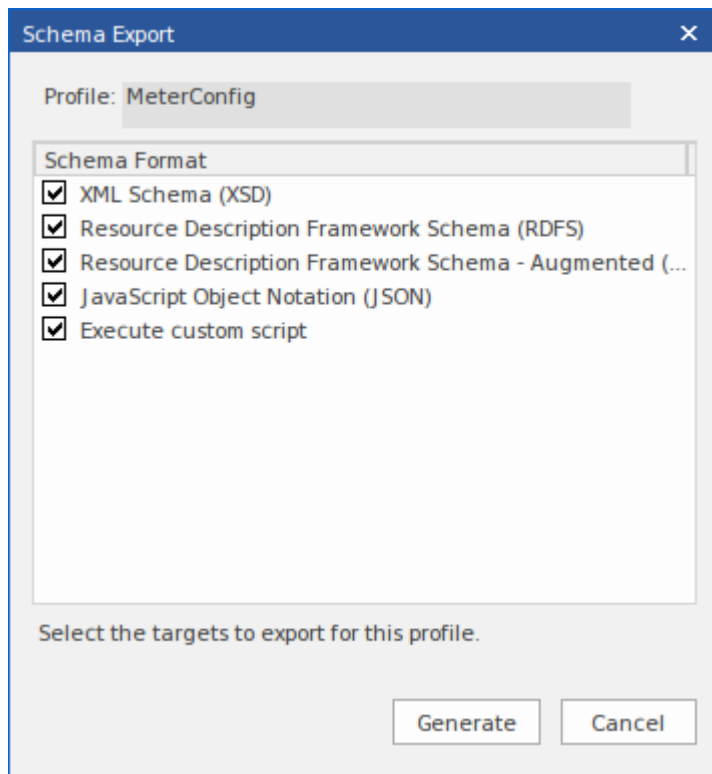 Schema Export
Profile: MeterConfig
Schema Format
XML Schema (XSD)
Resource Description Framework Schema (RDFS)
Resource Description Framework Schema - Augmented (...
JavaScript Object Notation (JSON)
Execute custom script
Select the targets to export for this profile.
Generate Cancel